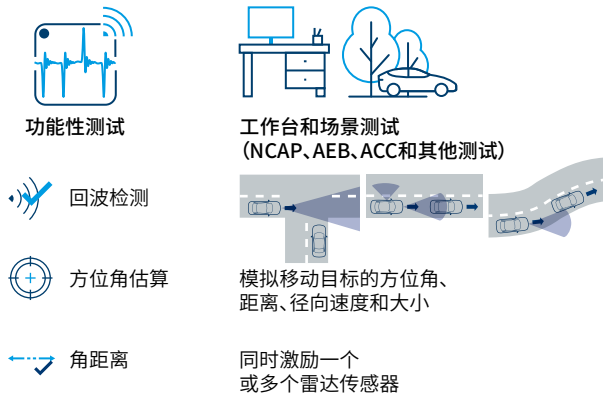 功能性测试
工作台和场景测试
（NCAP、AEB、ACC和其他测试）
回波检测
方位角估算
模拟移动目标的方位角、
距离、径向速度和大小
角距离
同时激励一个
或多个雷达传感器